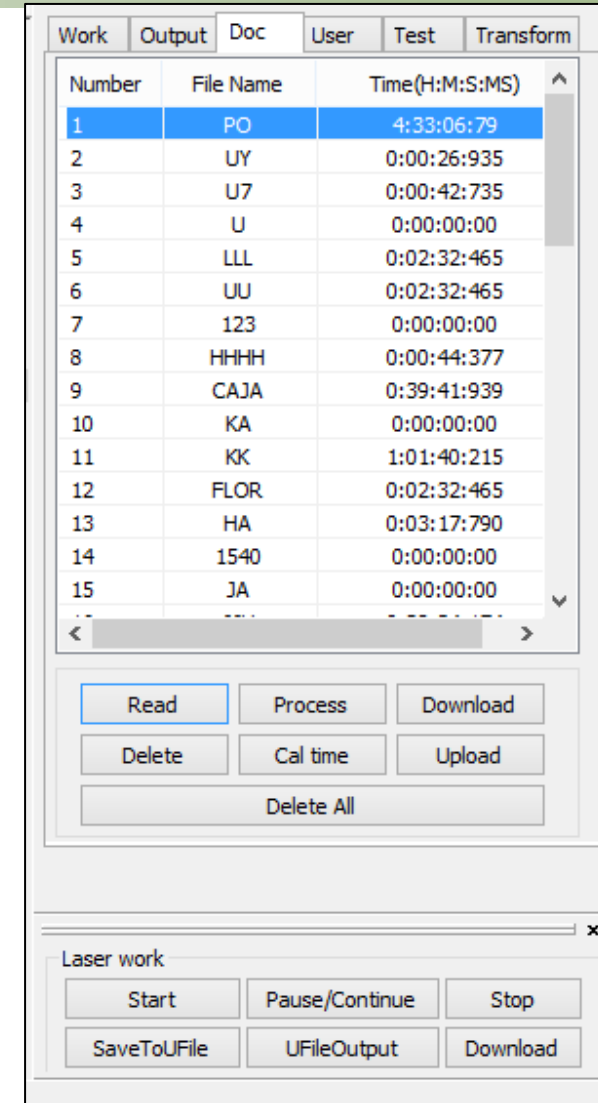 Work Output Doc User Test Transform
Number File Name Time(H:M:S:MS)
1 PO 4:33:06:79
2 UY 0:00:26:935
3 U7 0:00:42:735
4 U 0:00:00:00
5 LLL 0:02:32:465
6 UU 0:02:32:465
7 123 0:00:00:00
8 HHHH 0:00:44:377
9 CAJA 0:39:41:939
10 KA 0:00:00:00
11 KK 1:01:40:215
12 FLOR 0:02:32:465
13 HA 0:03:17:790
14 1540 0:00:00:00
15 JA 0:00:00:00
Read Process Download
Delete Cal time Upload
Delete All
Laser work
Start Pause/Continue Stop
SaveToUFile UFileOutput Download